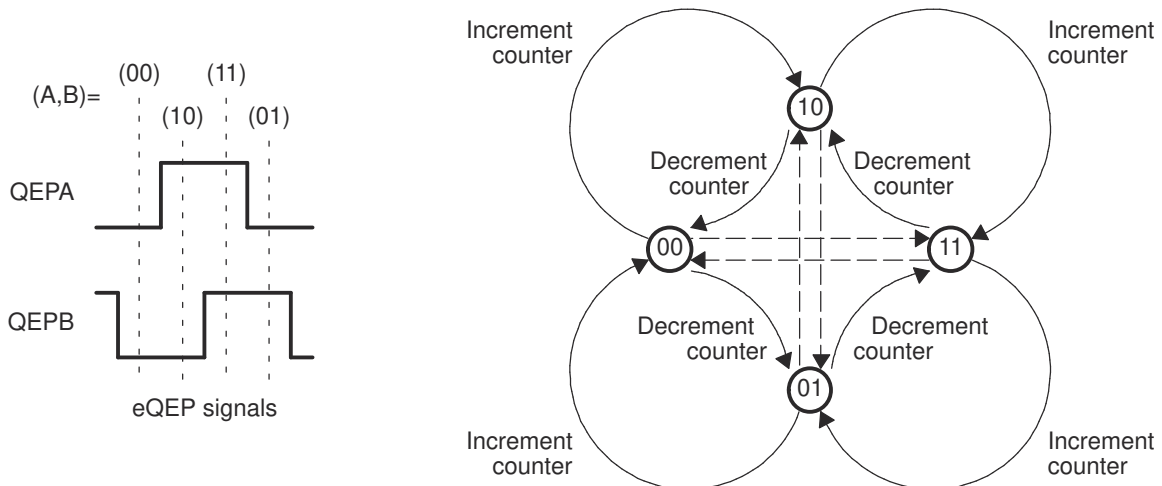 (A,B)=
(00)
(11)
(10)
(01)
QEPA
QEPB
eQEP signals
Increment
counter
Increment
counter
10
Decrement
counter
Decrement
counter
00
11
Decrement
counter
Decrement
counter
01
Increment
counter
Increment
counter